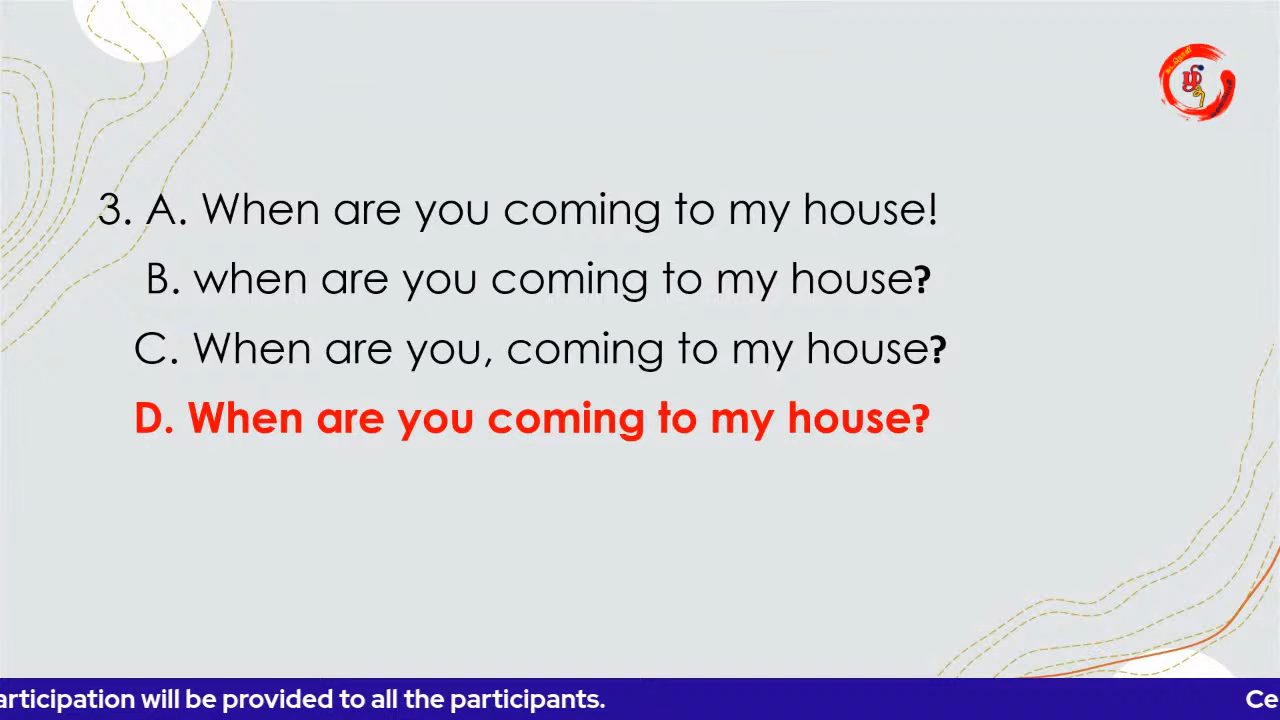 3. A. When are you coming to my house!
B. when are you coming to my house?
C. When are you, coming to my house?
D. When are you coming to my house?
articipation will be provided to all the participants. Ce